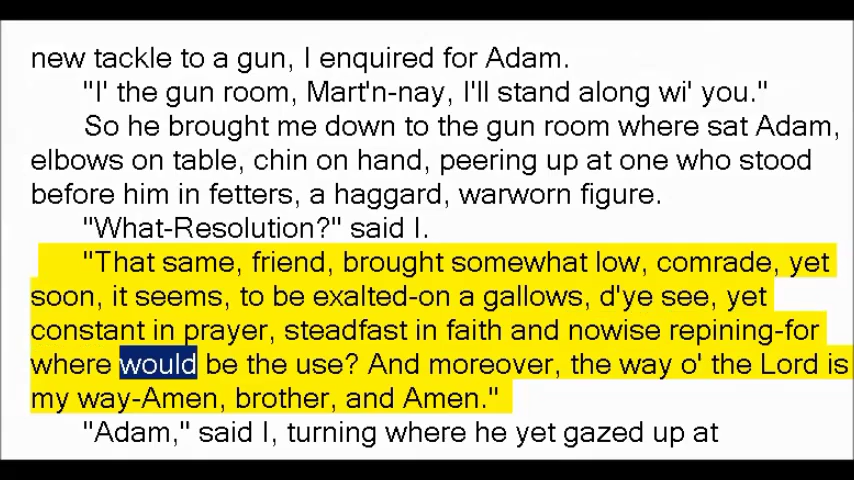 new tackle to a gun, I enquired for Adam.
"I' the gun room, Mart'n-nay, I'll stand along wi' you."
So he brought me down to the gun room where sat Adam,
elbows on table, chin on hand, peering up at one who stood
before him in fetters, a haggard, warworn figure.
"What-Resolution?" said I.
"That same, friend, brought somewhat low, comrade, yet
soon, it seems, to be exalted-on a gallows, d'ye see, yet
constant in prayer, steadfast in faith and nowise repining-for
where would be the use? And moreover, the way o' the Lord is
my way-Amen, brother, and Amen."
"Adam," said I, turning where he yet gazed up at